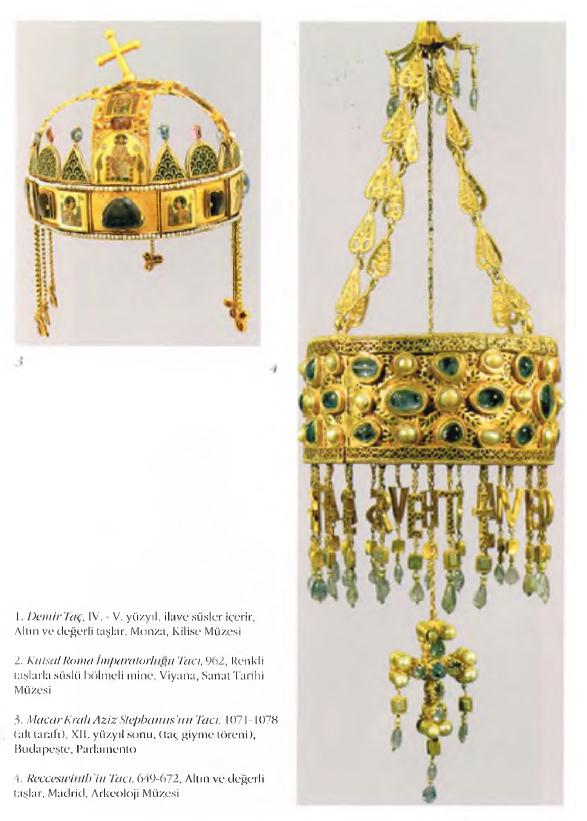 3
4
1. Demir Taç, IV. - V. yüzyıl, ilave süsler içerir,
Altın ve değerli taşlar, Monza, Kilise Müzesi
2. Kutsal Roma İmparatorluğu Tacı, 962, Renkli
taşlarla süslü bölmeli mine, Viyana, Sanat Tarihi
Müzesi
3. Macar Kralı Aziz Stephanus'un Tacı, 1071-1078
(alt tarafı), XII. yüzyıl sonu, (taç giyme töreni),
Budapeşte, Parlamento
4. Recceswinth'in Tacı, 649-672, Altın ve değerli
taşlar, Madrid, Arkeoloji Müzesi